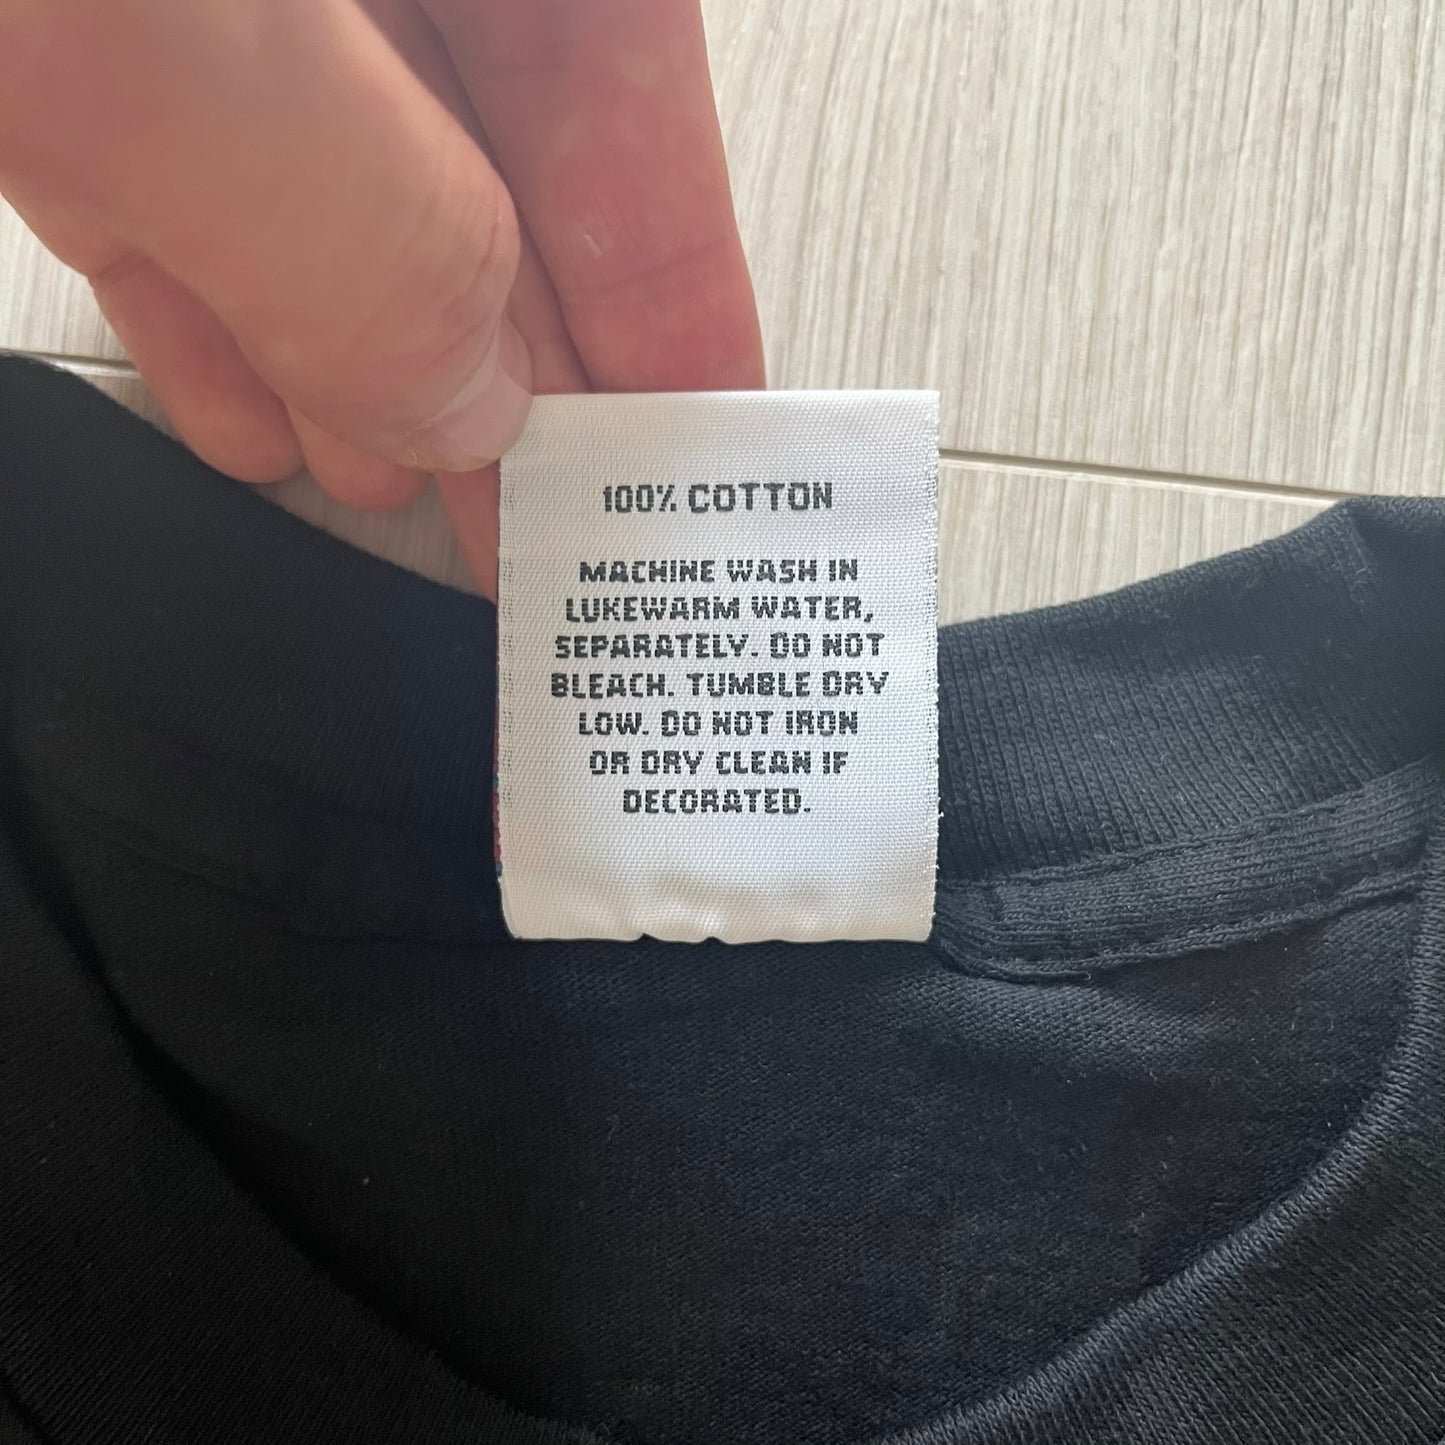 100% COTTON
MACHINE WASH IN
LUKEWARM WATER,
SEPARATELY. DO NOT
BLEACH. TUMBLE DRY
LOW. DO NOT IRON
OR DRY CLEAN IF
DECORATED.